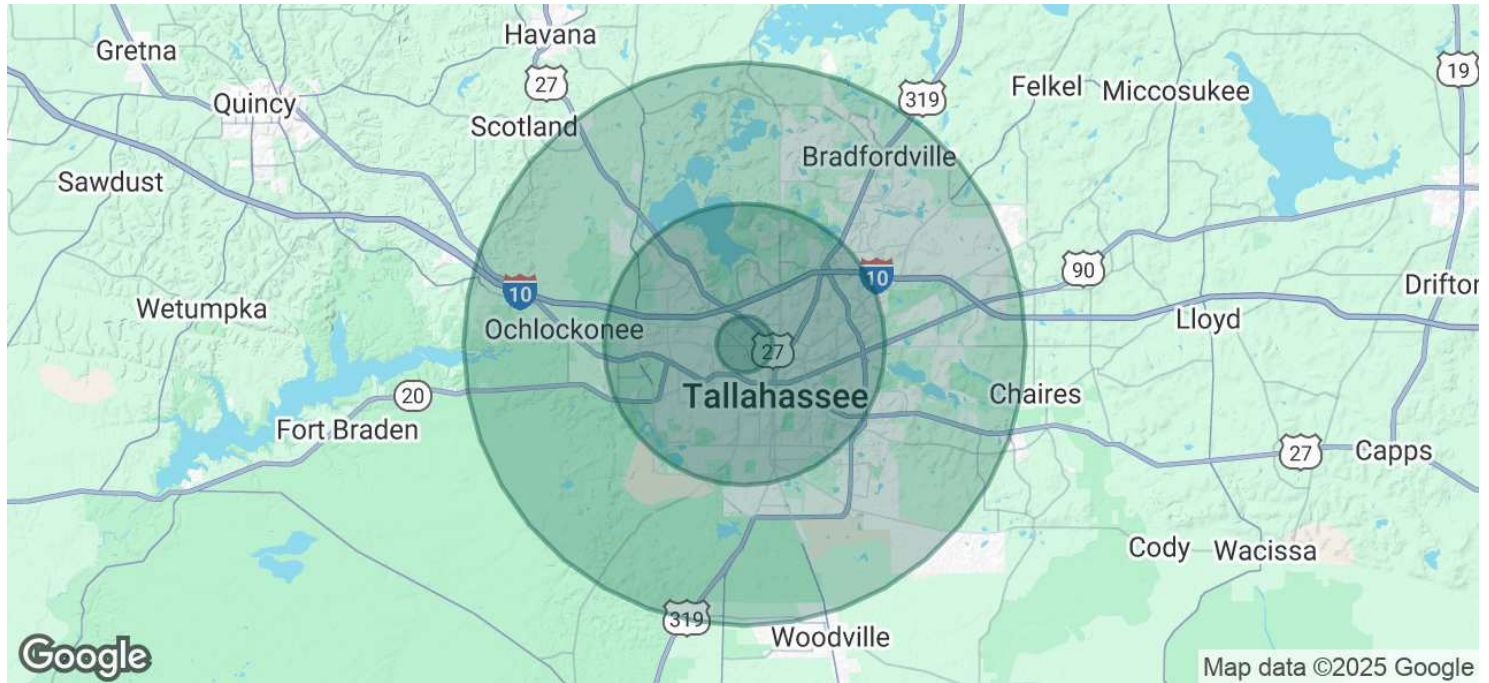 Havana
Gretna
27
19
Quincy
319
Felkel
Miccosukee
Scotland
Bradfordville
Sawdust
90
10
10
Drifton
Wetumpka
Ochlockonee
Lloyd
27
20
Tallahassee
Chaires
Fort Braden
27
Capps
Cody
Wacissa
319
Woodville
Google
Map data ©2025 Google